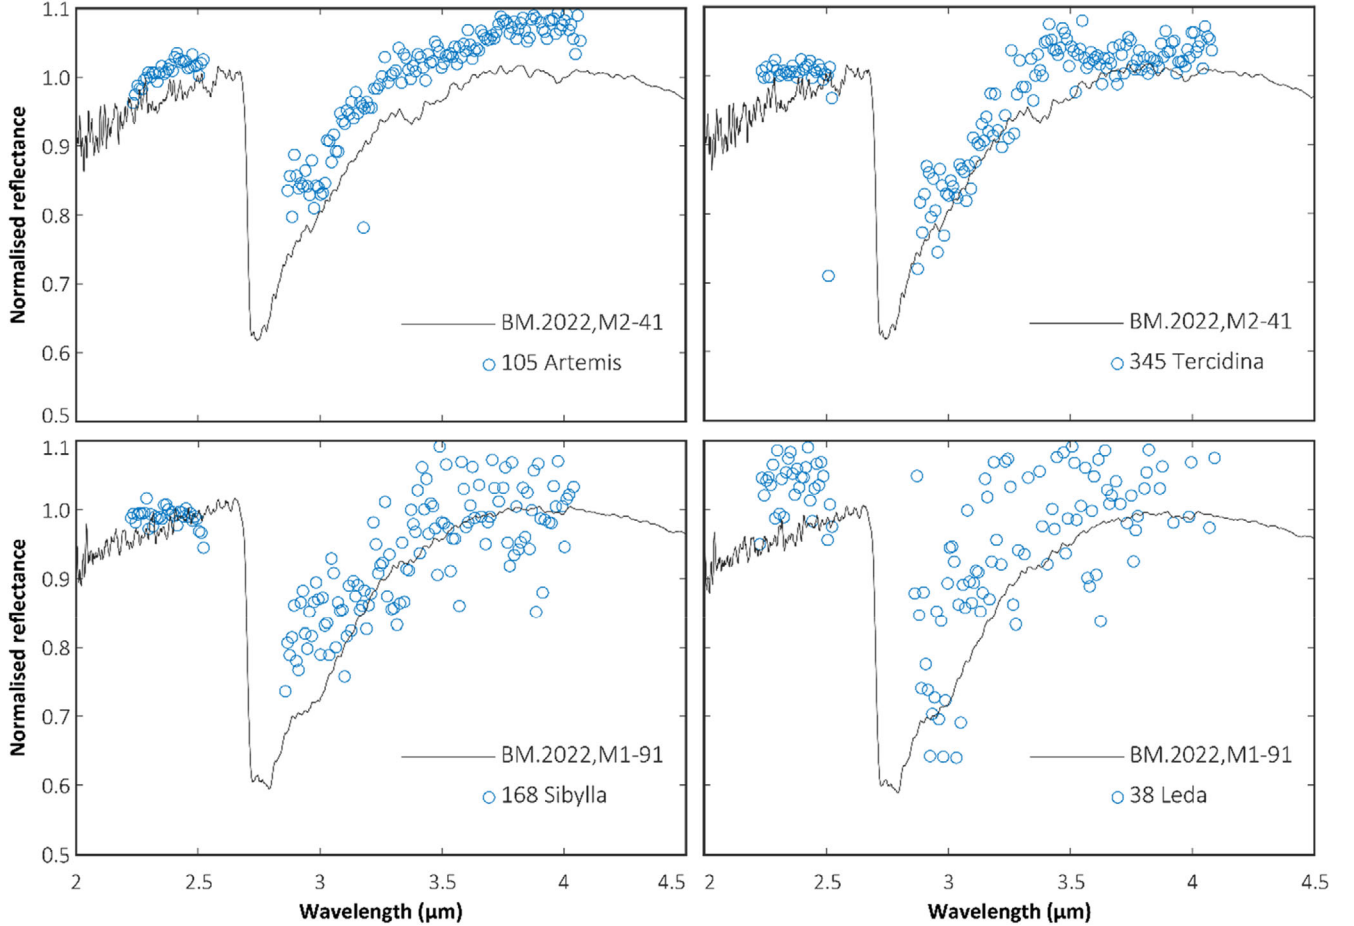 1.1
1.0
0.9
0.8
0.7
0.6
0.5
Normalised reflectance
BM.2022,M2-41
105 Artemis
BM.2022,M2-41
345 Tercidina
1.1
1.0
0.9
0.8
0.7
0.6
0.5
Normalised reflectance
BM.2022,M1-91
168 Sibylla
BM.2022,M1-91
38 Leda
2 2.5 3 3.5 4 4.5
2 2.5 3 3.5 4 4.5
Wavelength (µm)
Wavelength (µm)